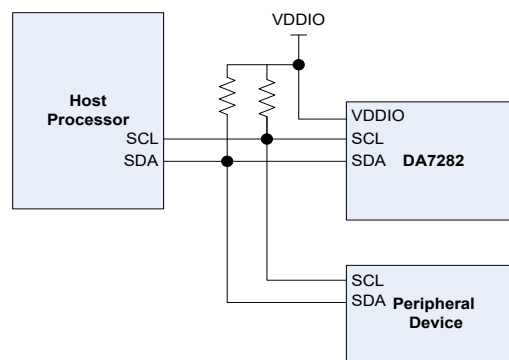 VDDIO
Host
Processor
SCL
SDA
VDDIO
SCL
SDA
DA7282
SCL
SDA
Peripheral
Device